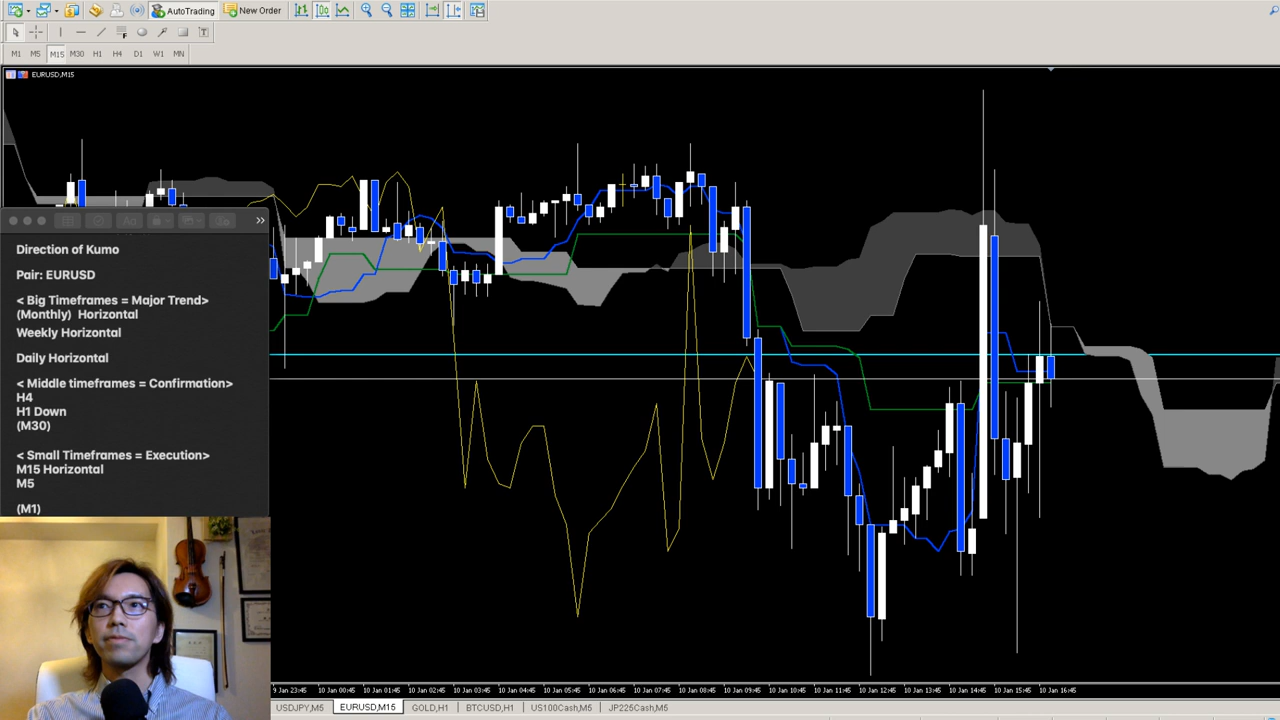 AutoTrading
New Order
M1 M5 M15 M30 H1 H4 D1 W1 MN
EURUSD,M15
Direction of Kumo
Pair: EURUSD
< Big Timeframes = Major Trend>
(Monthly) Horizontal
Weekly Horizontal
Daily Horizontal
< Middle timeframes = Confirmation>
H4
H1 Down
(M30)
< Small Timeframes = Execution>
M15 Horizontal
M5
(M1)
9 Jan 23:45 10 Jan 00:45 10 Jan 01:45 10 Jan 02:45 10 Jan 03:45 10 Jan 04:45 10 Jan 05:45 10 Jan 06:45 10 Jan 07:45 10 Jan 08:45 10 Jan 09:45 10 Jan 10:45 10 Jan 11:45 10 Jan 12:45 10 Jan 13:45 10 Jan 14:45 10 Jan 15:45 10 Jan 16:45
USDJPY,M5 EURUSD,M15 GOLD,H1 BTCUSD,H1 US100Cash,M5 JP225Cash,M5